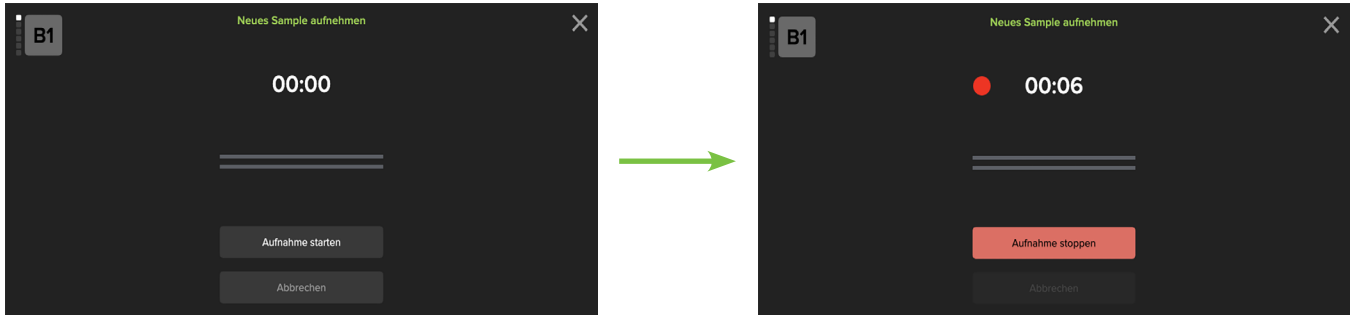 B1
Neues Sample aufnehmen
00:00
Aufnahme starten
Abbrechen
B1
Neues Sample aufnehmen
00:06
Aufnahme stoppen
Abbrechen